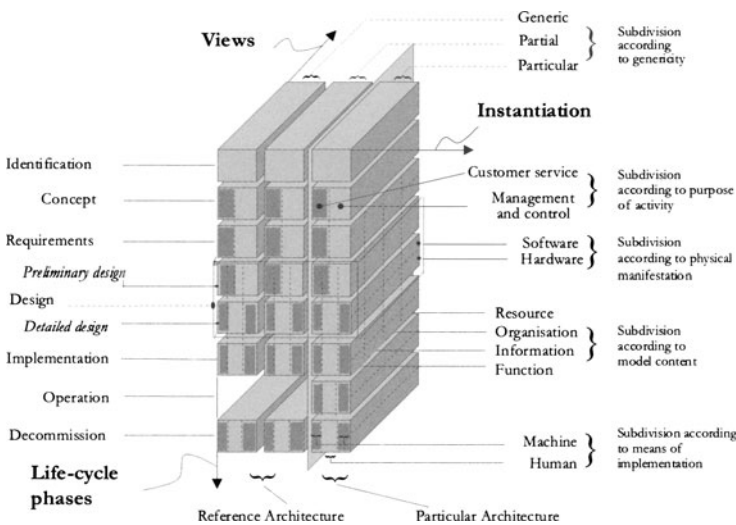 Generic
Views
Partial
Subdivision
according
to genericity
Particular
Instantiation
Identification
Customer service
Subdivision
according to purpose
of activity
Concept
Management
and control
Requirements
Software
Hardware
Subdivision
according to physical
manifestation
Preliminary design
Design
Detailed design
Resource
Organisation
Information
Function
Subdivision
according to
model content
Implementation
Operation
Decommission
Machine
Human
Subdivision according
to means of
implementation
Life-cycle
phases
Reference Architecture
Particular Architecture